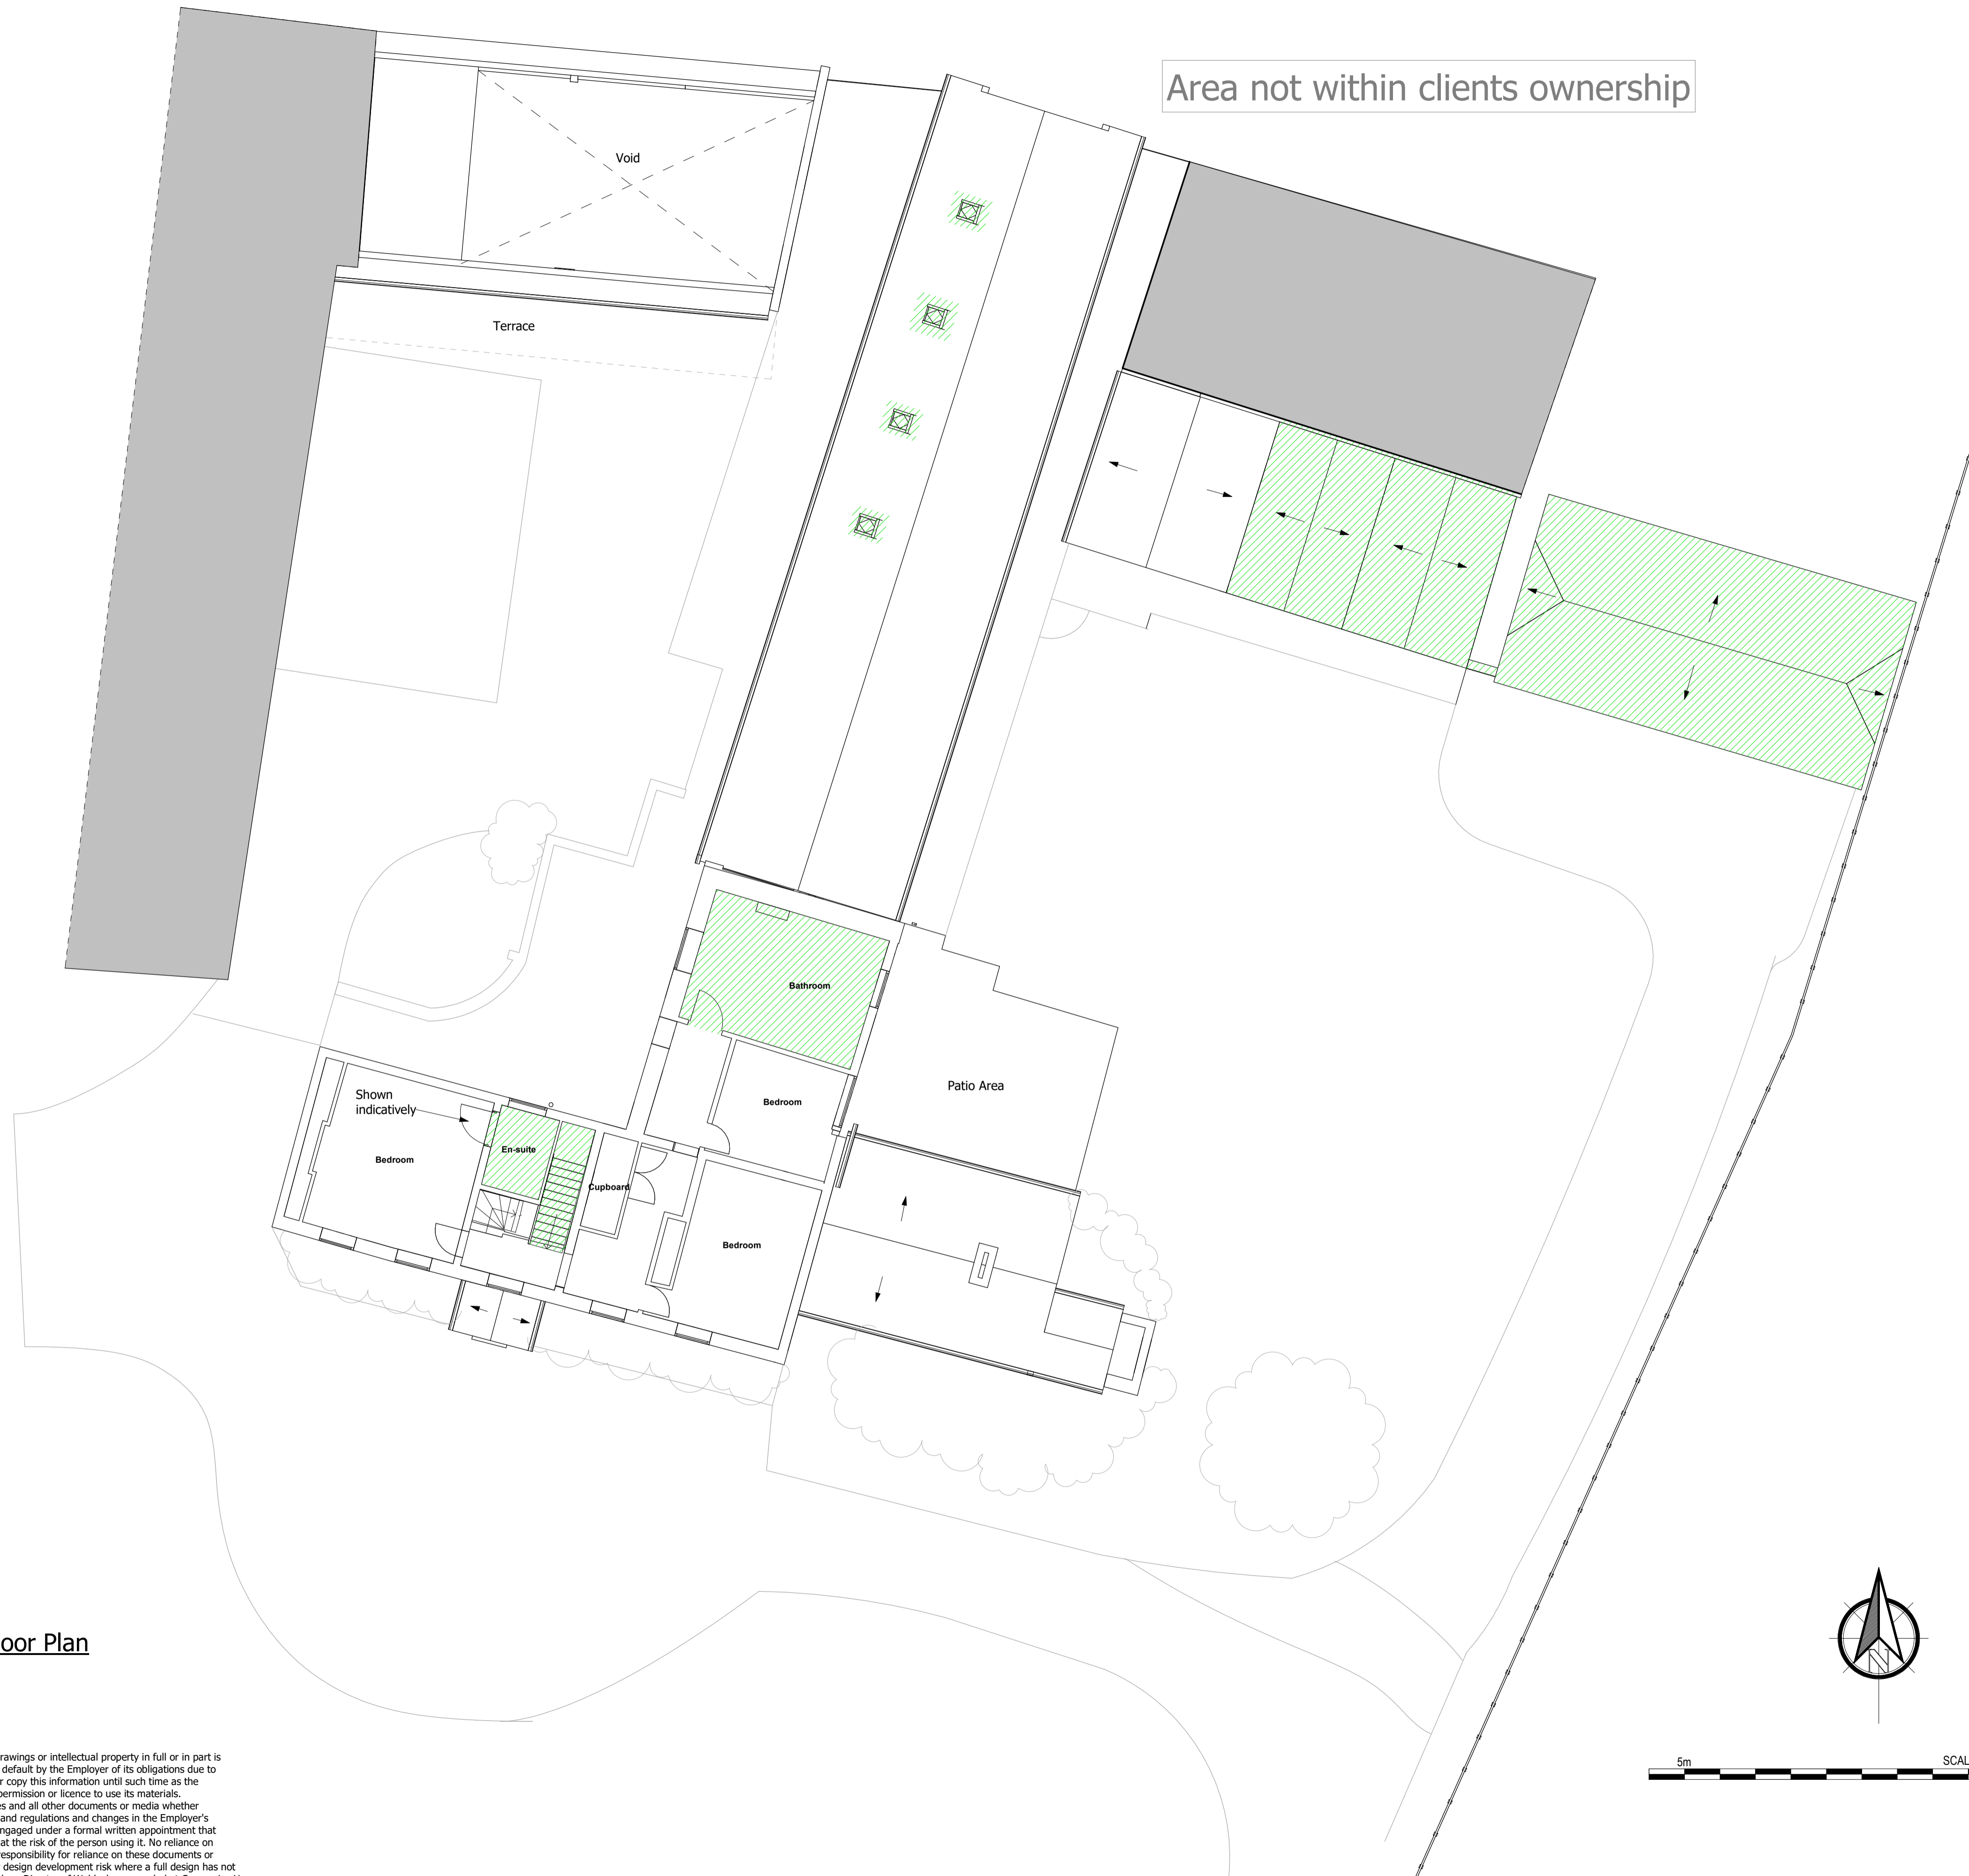 Area not within clients ownership
Void
Terrace
Bathroom
Patio Area
Bedroom
Shown
indicatively
En-suite
Bedroom
Cupboard
Bedroom
oor Plan
N
rawings or intellectual property in full or in part is
default by the Employer of its obligations due to
r copy this information until such time as the
permission or licence to use its materials.
es and all other documents or media whether
and regulations and changes in the Employer's
engaged under a formal written appointment that
at the risk of the person using it. No reliance on
responsibility for reliance on these documents or
design development risk where a full design has not
5m
SCAL